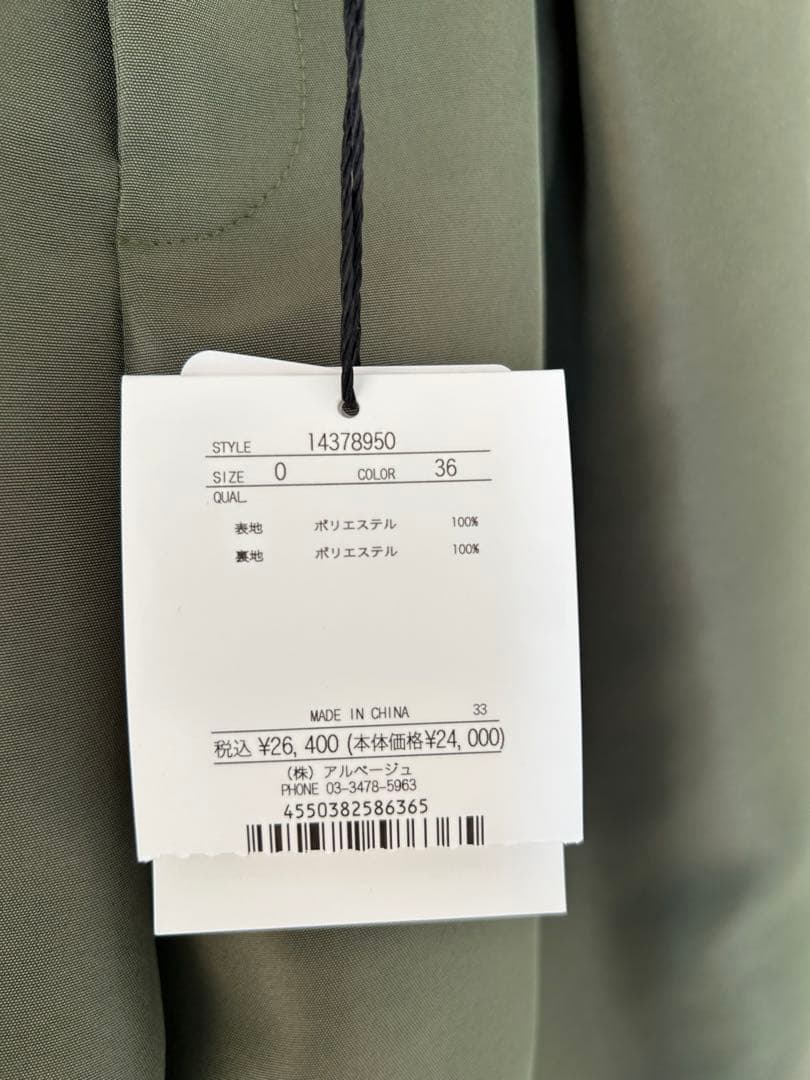 STYLE 14378950
SIZE 0 COLOR 36
QUAL.
表地 ポリエステル 100%
裏地 ポリエステル 100%
MADE IN CHINA 33
税込 ¥26,400 (本体価格¥24,000)
(株) アルページュ
PHONE 03-3478-5963
4550382586365